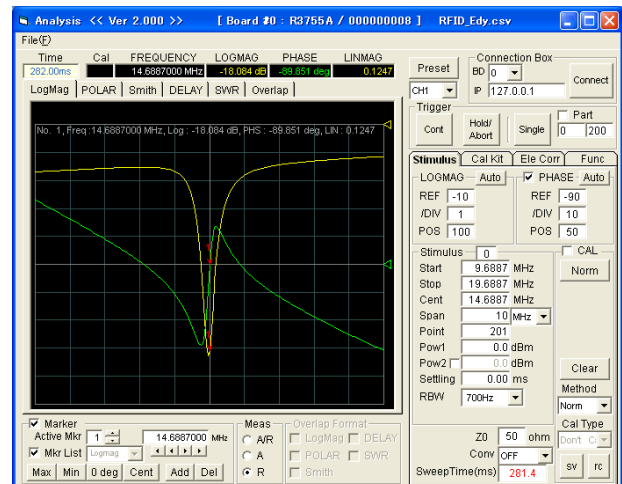 Analysis << Ver 2.000 >> [ Board #0 : R3755A / 000000008 ] RFID_Edy.csv
File(F)
Time Cal FREQUENCY LOGMAG PHASE LINMAG
282.00ms 14.6887000 MHz -18.084 dB -89.851 deg 0.1247
LogMag POLAR Smith DELAY SWR Overlap
No. 1, Freq :14.6887000 MHz, Log : -18.084 dB, PHS : -89.851 deg, LIN : 0.1247
Preset
CH1
Connection Box
BD 0
IP 127.0.0.1
Connect
Trigger
Cont
Hold/
Abort
Single
Part
0 200
Stimulus Cal Kit Ele Corr Func
LOGMAG Auto PHASE Auto
REF -10 REF -90
/DIV 1 /DIV 10
POS 100 POS 50
Stimulus 0 CAL
Start 9.6887 MHz Norm
Stop 19.6887 MHz
Cent 14.6887 MHz
Span 10 MHz
Point 201
Pow1 0.0 dBm
Pow2 0.0 dBm Clear
Settling 0.00 ms
RBW 700Hz
Method
Norm
Cal Type
Z0 50 ohm
Conv OFF
SweepTime(ms) 281.4 sv rc
Marker
Active Mkr 1 14.6887000 MHz
Mkr List Logmag
Max Min 0 deg Cent Add Del
Meas
A/R
A
R
Overlap Format
LogMag DELAY
POLAR SWR
Smith